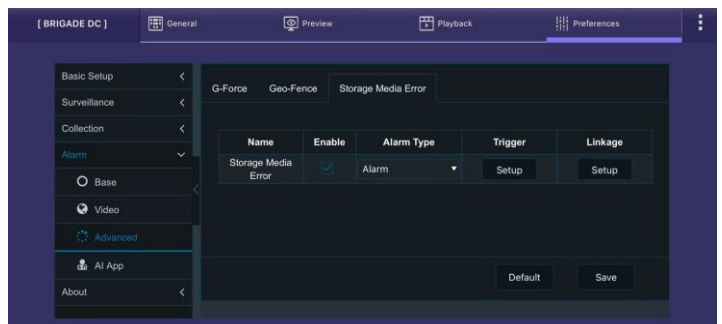 [ BRIGADE DC ] General Preview Playback Preferences
Basic Setup
Surveillance
Collection
Alarm
Base
Video
Advanced
AI App
About
G-Force Geo-Fence Storage Media Error
Name Enable Alarm Type Trigger Linkage
Storage Media
Error
Alarm Setup Setup
Default Save